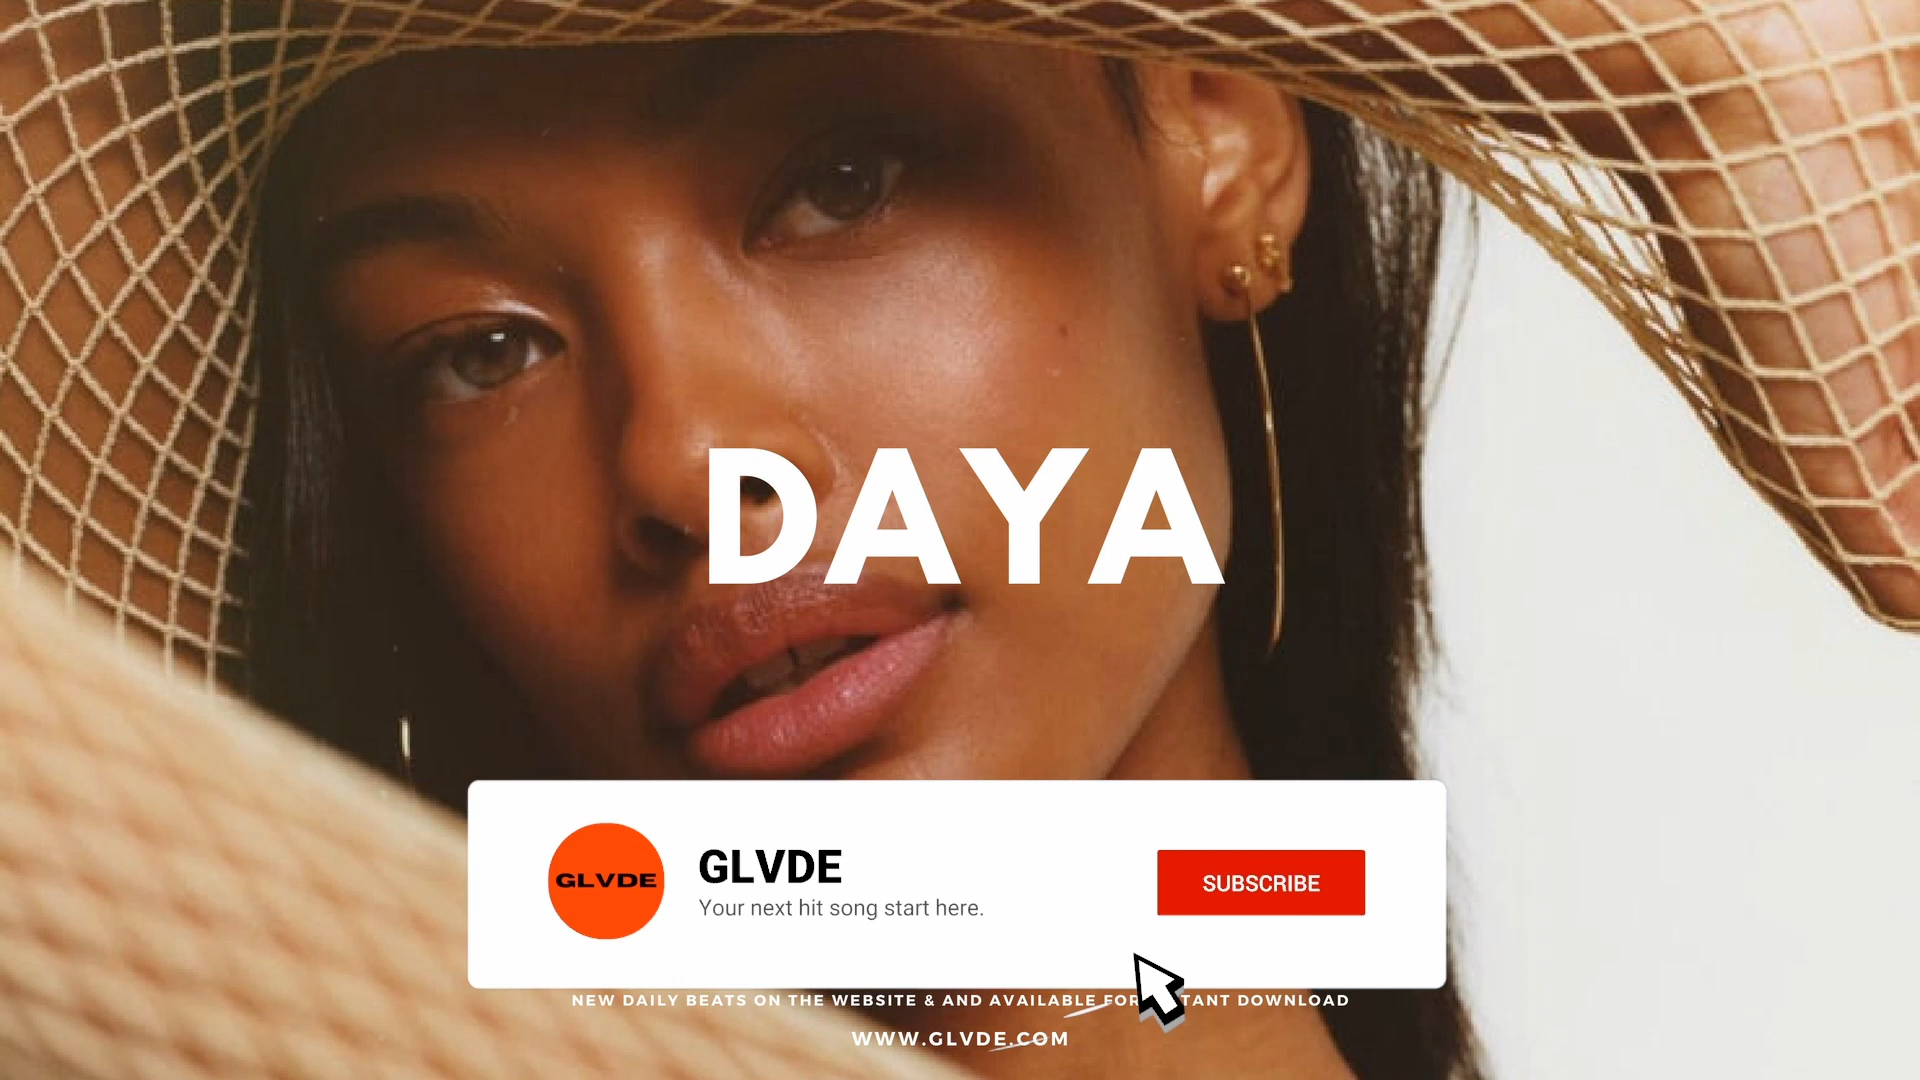 DAYA
GLVDE
GLVDE
SUBSCRIBE
Your next hit song start here.
NEW DAILY BEATS ON THE WEBSITE & AND AVAILABLE FOR TANT DOWNLOAD
WWW.GLVDE.COM